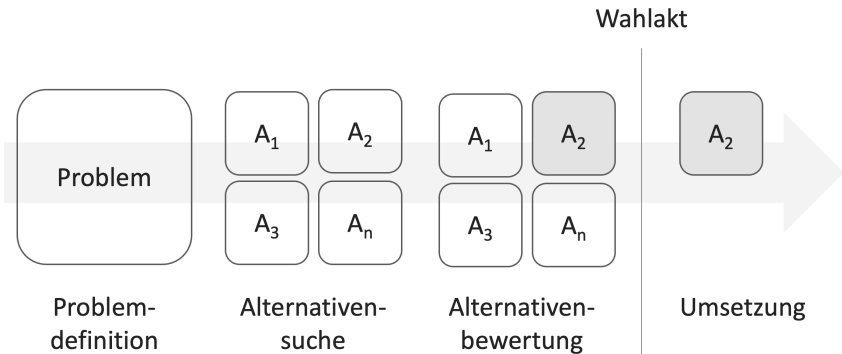 Wahlakt
Problem
A₁
A₂
A₃
Aₙ
A₁
A₂
A₃
Aₙ
A₂
Problem-
definition
Alternativen-
suche
Alternativen-
bewertung
Umsetzung